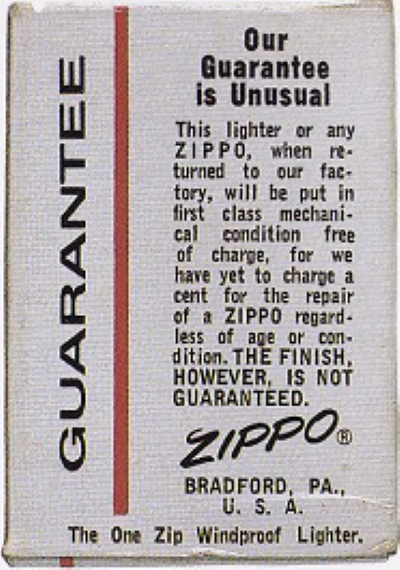 GUARANTEE
Our
Guarantee
is Unusual
This lighter or any
ZIPPO, when re-
turned to our fac-
tory, will be put in
first class mechani-
cal condition free
of charge, for we
have yet to charge a
cent for the repair
of a ZIPPO regard-
less of age or con-
dition. THE FINISH,
HOWEVER, IS NOT
GUARANTEED.
ZIPPO®
BRADFORD, PA.,
U. S. A.
The One Zip Windproof Lighter.